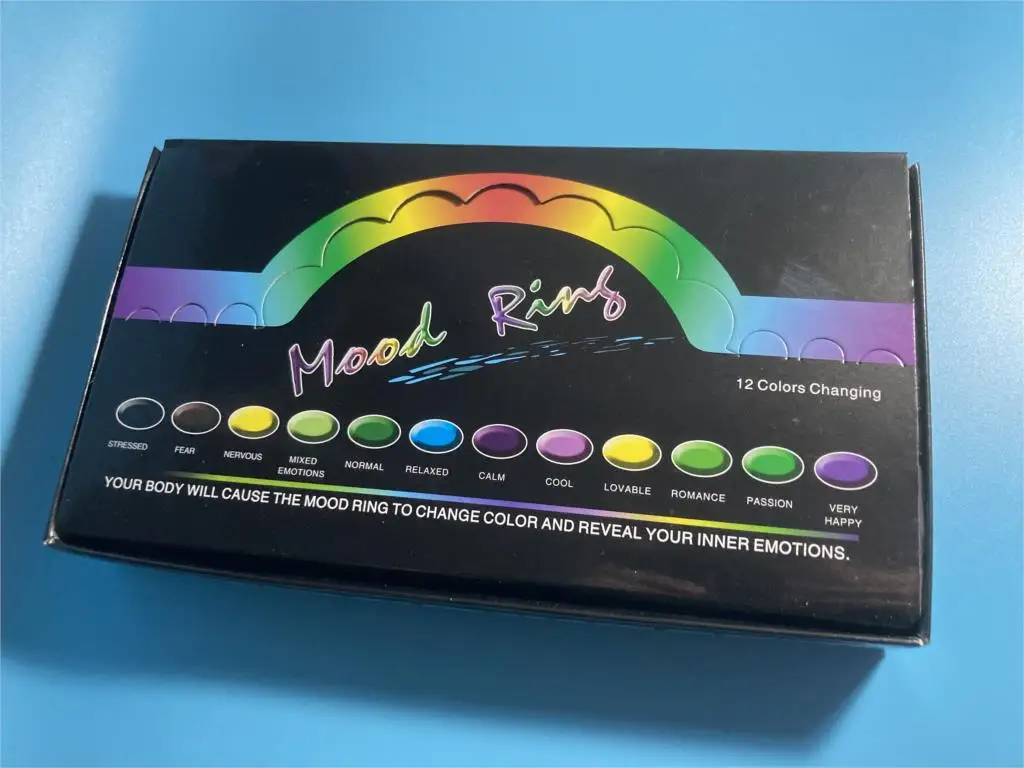 Mood Ring
12 Colors Changing
STRESSED
FEAR
NERVOUS
MIXED
EMOTIONS
NORMAL
RELAXED
CALM
COOL
LOVABLE
ROMANCE
PASSION
VERY
HAPPY
YOUR BODY WILL CAUSE THE MOOD RING TO CHANGE COLOR AND REVEAL YOUR INNER EMOTIONS.